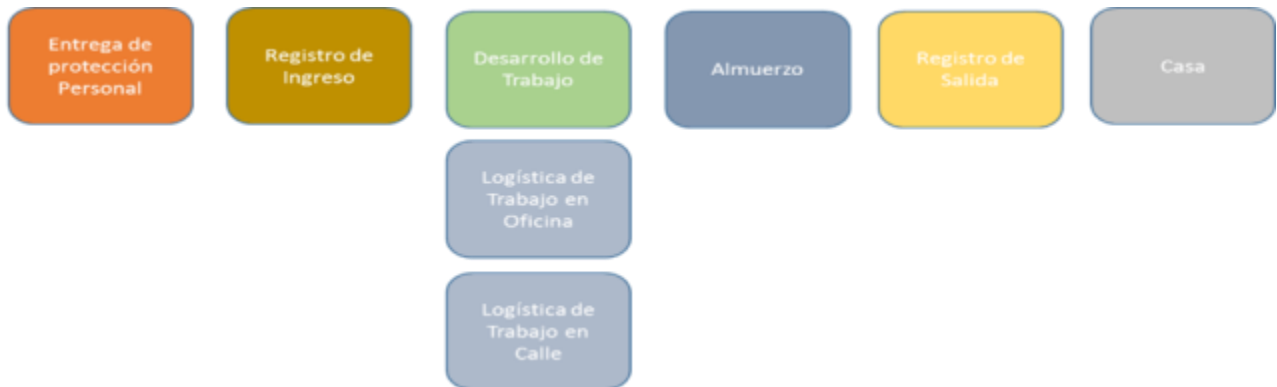 Entrega de
protección
Personal
Registro de
Ingreso
Desarrollo de
Trabajo
Almuerzo
Registro de
Salida
Casa
Logística de
Trabajo en
Oficina
Logística de
Trabajo en
Calle